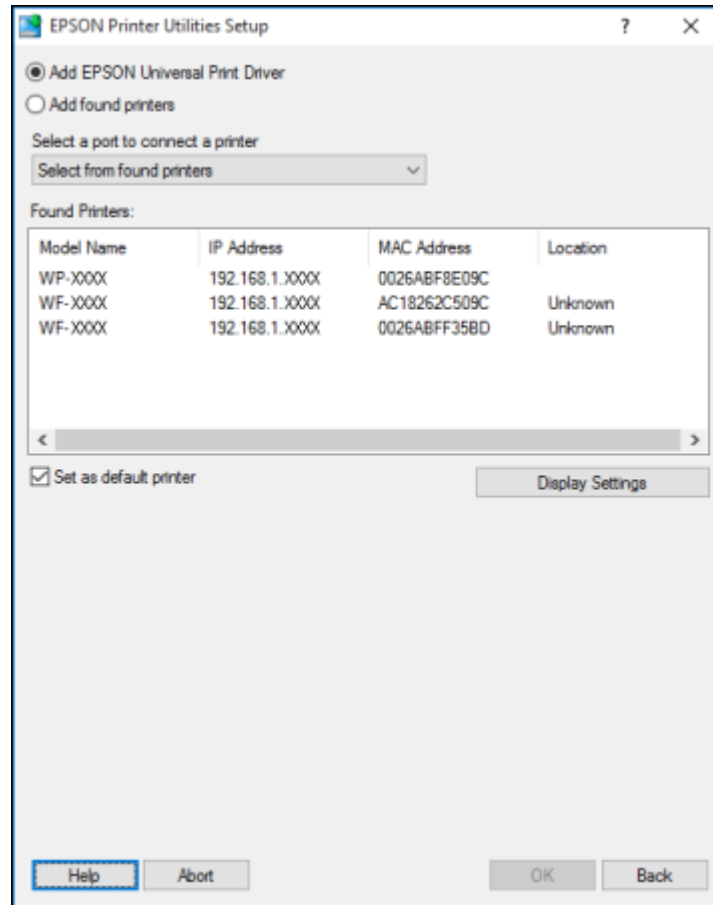 EPSON Printer Utilities Setup
Add EPSON Universal Print Driver
Add found printers
Select a port to connect a printer
Select from found printers
Found Printers:
Model Name IP Address MAC Address Location
WP-XXXX 192.168.1.XXXX 0026ABF8E09C
WF-XXXX 192.168.1.XXXX AC18262C509C Unknown
WF-XXXX 192.168.1.XXXX 0026ABFF35BD Unknown
Set as default printer Display Settings
Help Abort OK Back